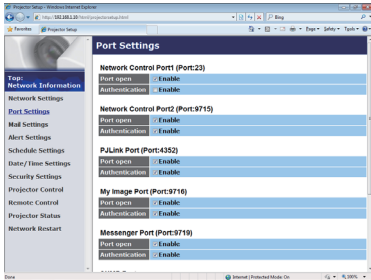 Projector Setup - Windows Internet Explorer
http://192.168.1.10/html/projectorsetup.html
Bing
Favorites
Projector Setup
Page
Safety
Tools
Top:
Network Information
Network Settings
Port Settings
Mail Settings
Alert Settings
Schedule Settings
Date/Time Settings
Security Settings
Projector Control
Remote Control
Projector Status
Network Restart
Port Settings
Network Control Port1 (Port:23)
Port open Enable
Authentication Enable
Network Control Port2 (Port:9715)
Port open Enable
Authentication Enable
PJLink Port (Port:4352)
Port open Enable
Authentication Enable
My Image Port (Port:9716)
Port open Enable
Authentication Enable
Messenger Port (Port:9719)
Port open Enable
Authentication Enable
Done
Internet | Protected Mode: On
100%